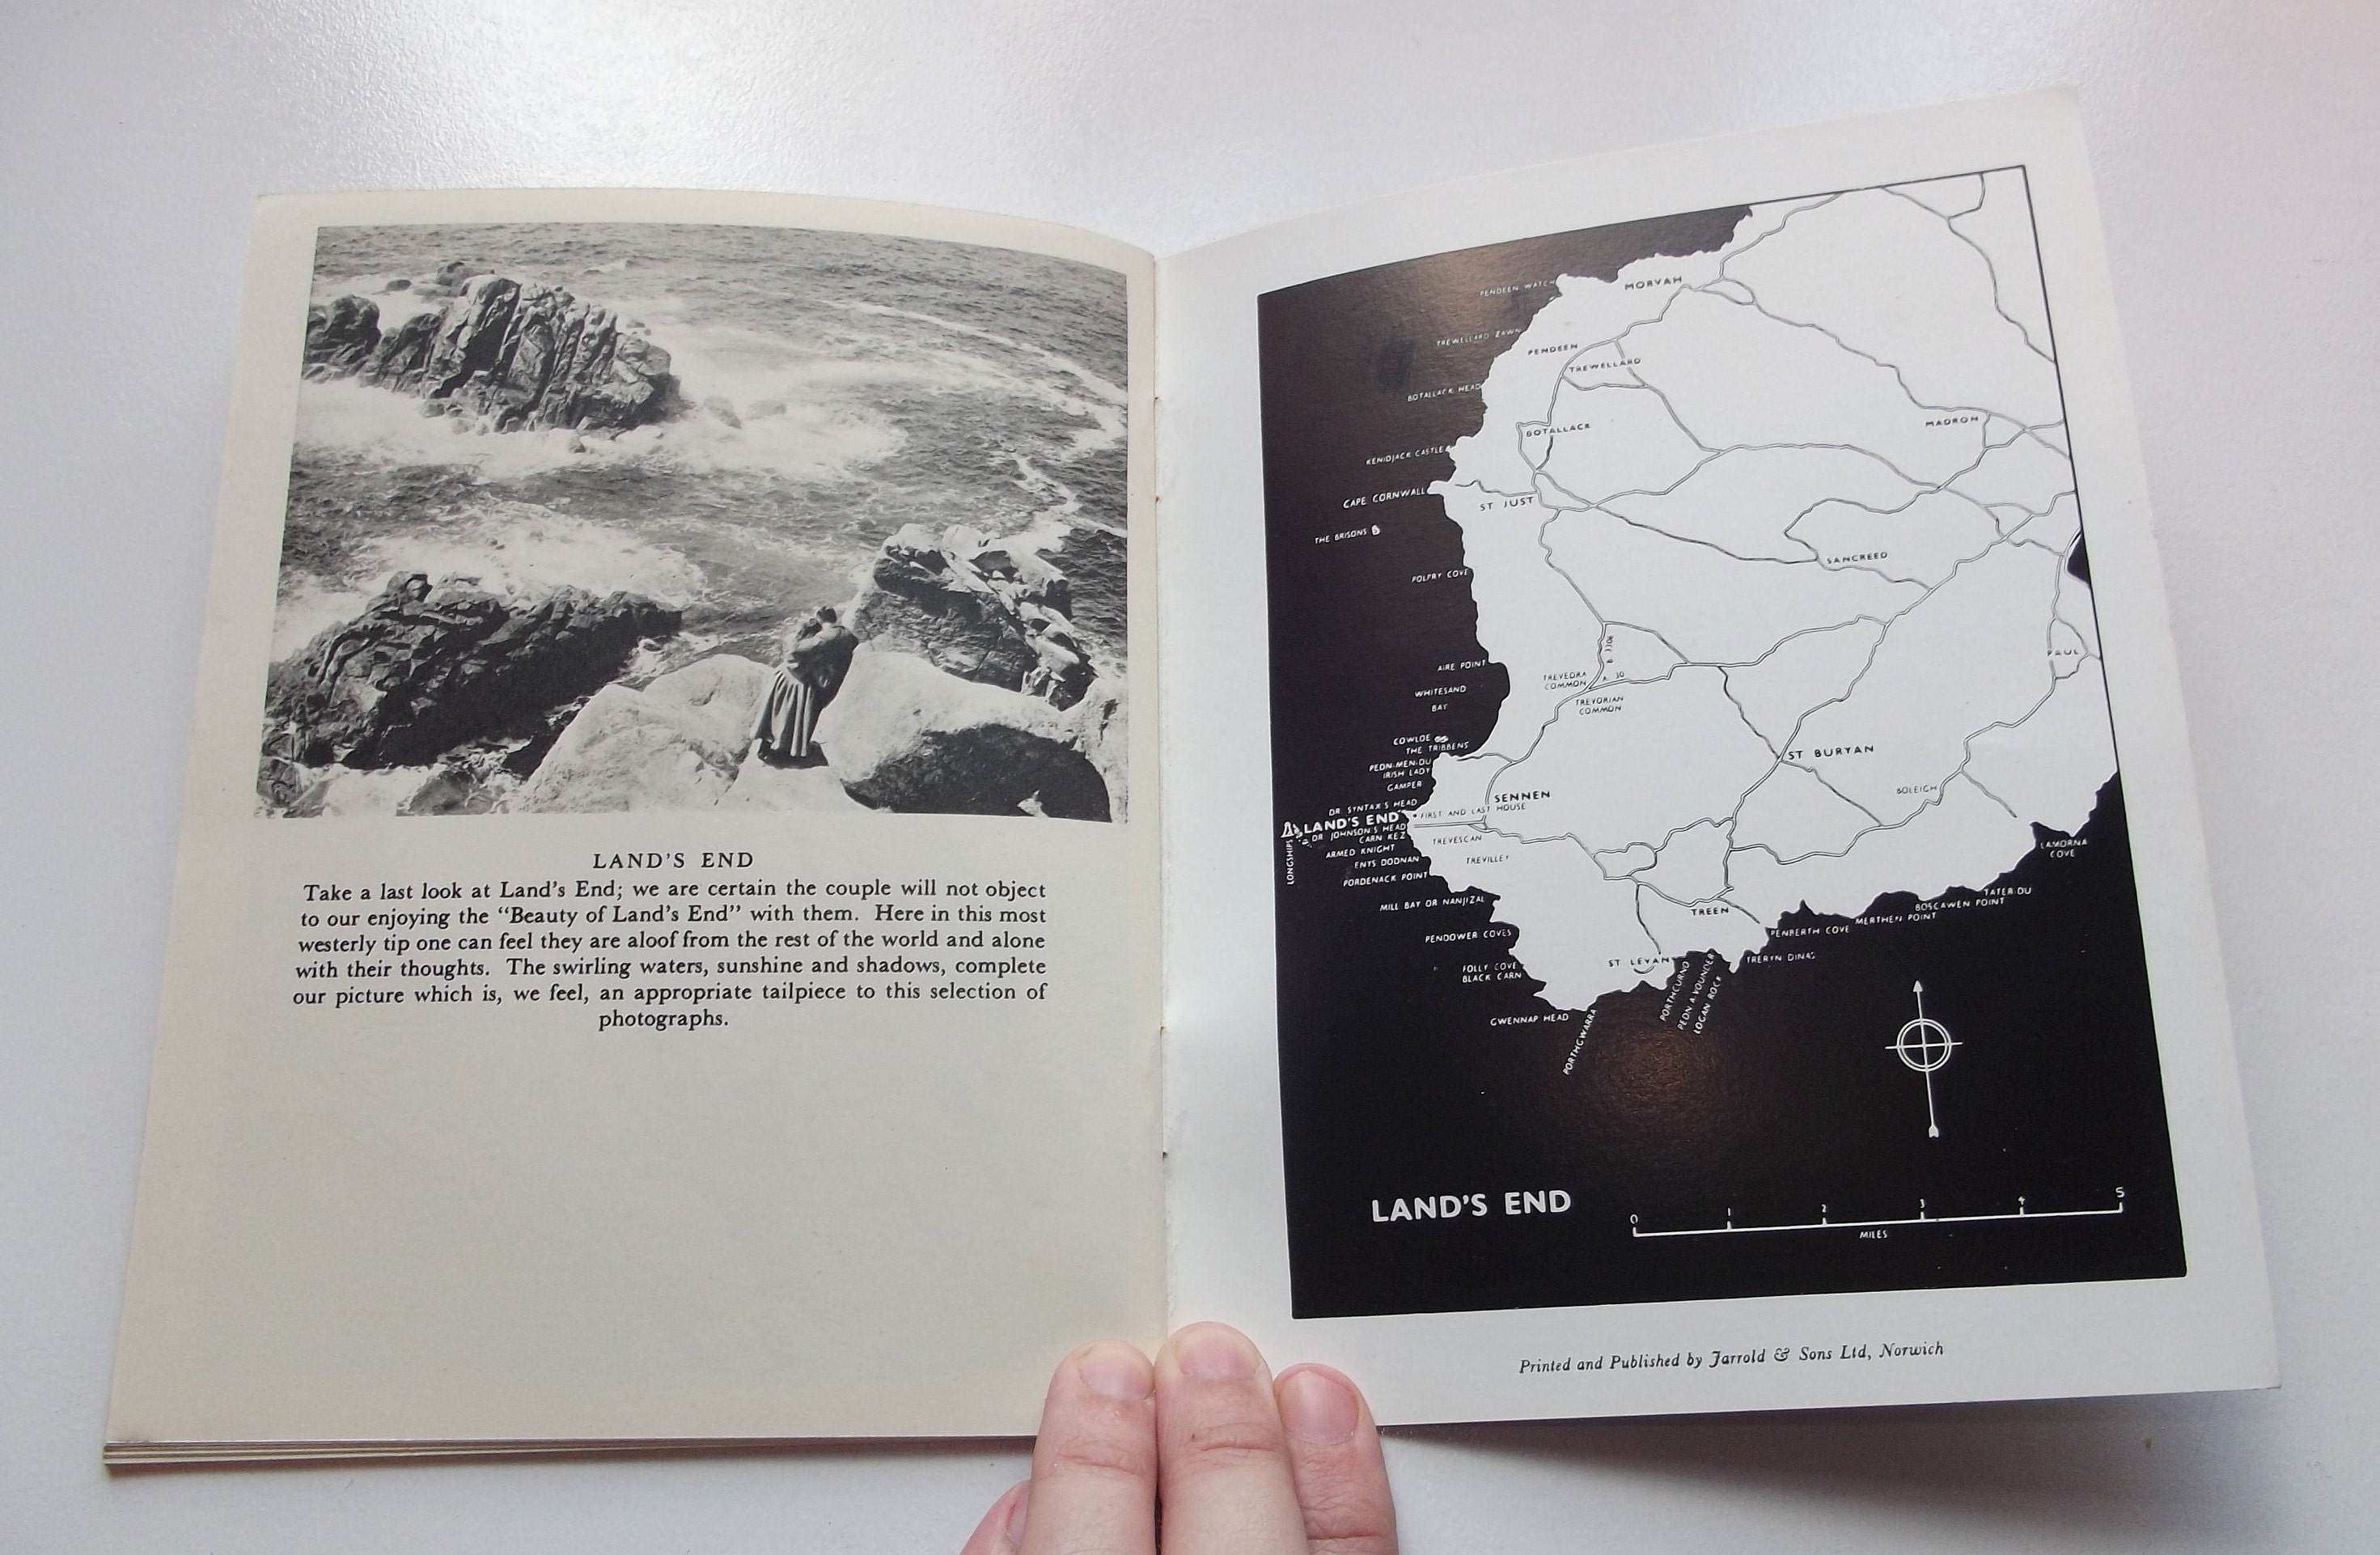 LAND'S END
Take a last look at Land's End; we are certain the couple will not object
to our enjoying the "Beauty of Land's End" with them. Here in this most
westerly tip one can feel they are aloof from the rest of the world and alone
with their thoughts. The swirling waters, sunshine and shadows, complete
our picture which is, we feel, an appropriate tailpiece to this selection of
photographs.
PENDEEN WATCH
MORVAH
TREWELLARD ZAWN
PENDEEN
TREWELLARD
BOTALLACK HEAD
BOTALLACK
MADRON
KENIDJACK CASTLE
CAPE CORNWALL
ST JUST
THE BRISONS
SANCREED
POLPRY COVE
AIRE POINT
PAUL
TREVEDRA
COMMON
A 30
WHITESAND
BAY
TREVORIAN
COMMON
COWLOE
THE TRIBBENS
ST BURYAN
PEDN-MEN-DU
IRISH LADY
GAMPER
BOLEIGH
SENNEN
DR. SYNTAX'S HEAD
FIRST AND LAST HOUSE
LAND'S END
DR JOHNSON'S HEAD
CARN KEZ
LONGSHIPS
TREVESCAN
ARMED KNIGHT
ENYS DODNAN
TREVILLEY
LAMORNA
COVE
PORDENACK POINT
TATER-DU
MILL BAY OR NANJIZAL
BOSCAWEN POINT
TREEN
MERTHEN POINT
PENDOWER COVES
PENBERTH COVE
FOLLY COVE
BLACK CARN
ST LEVAN
TRERYN DINAS
PORTHCURNO
PEDN-A-VOUNDER
LOGAN ROCK
GWENNAP HEAD
PORTHGWARRA
LAND'S END
0 1 2 3 4 5
MILES
Printed and Published by Jarrold & Sons Ltd, Norwich